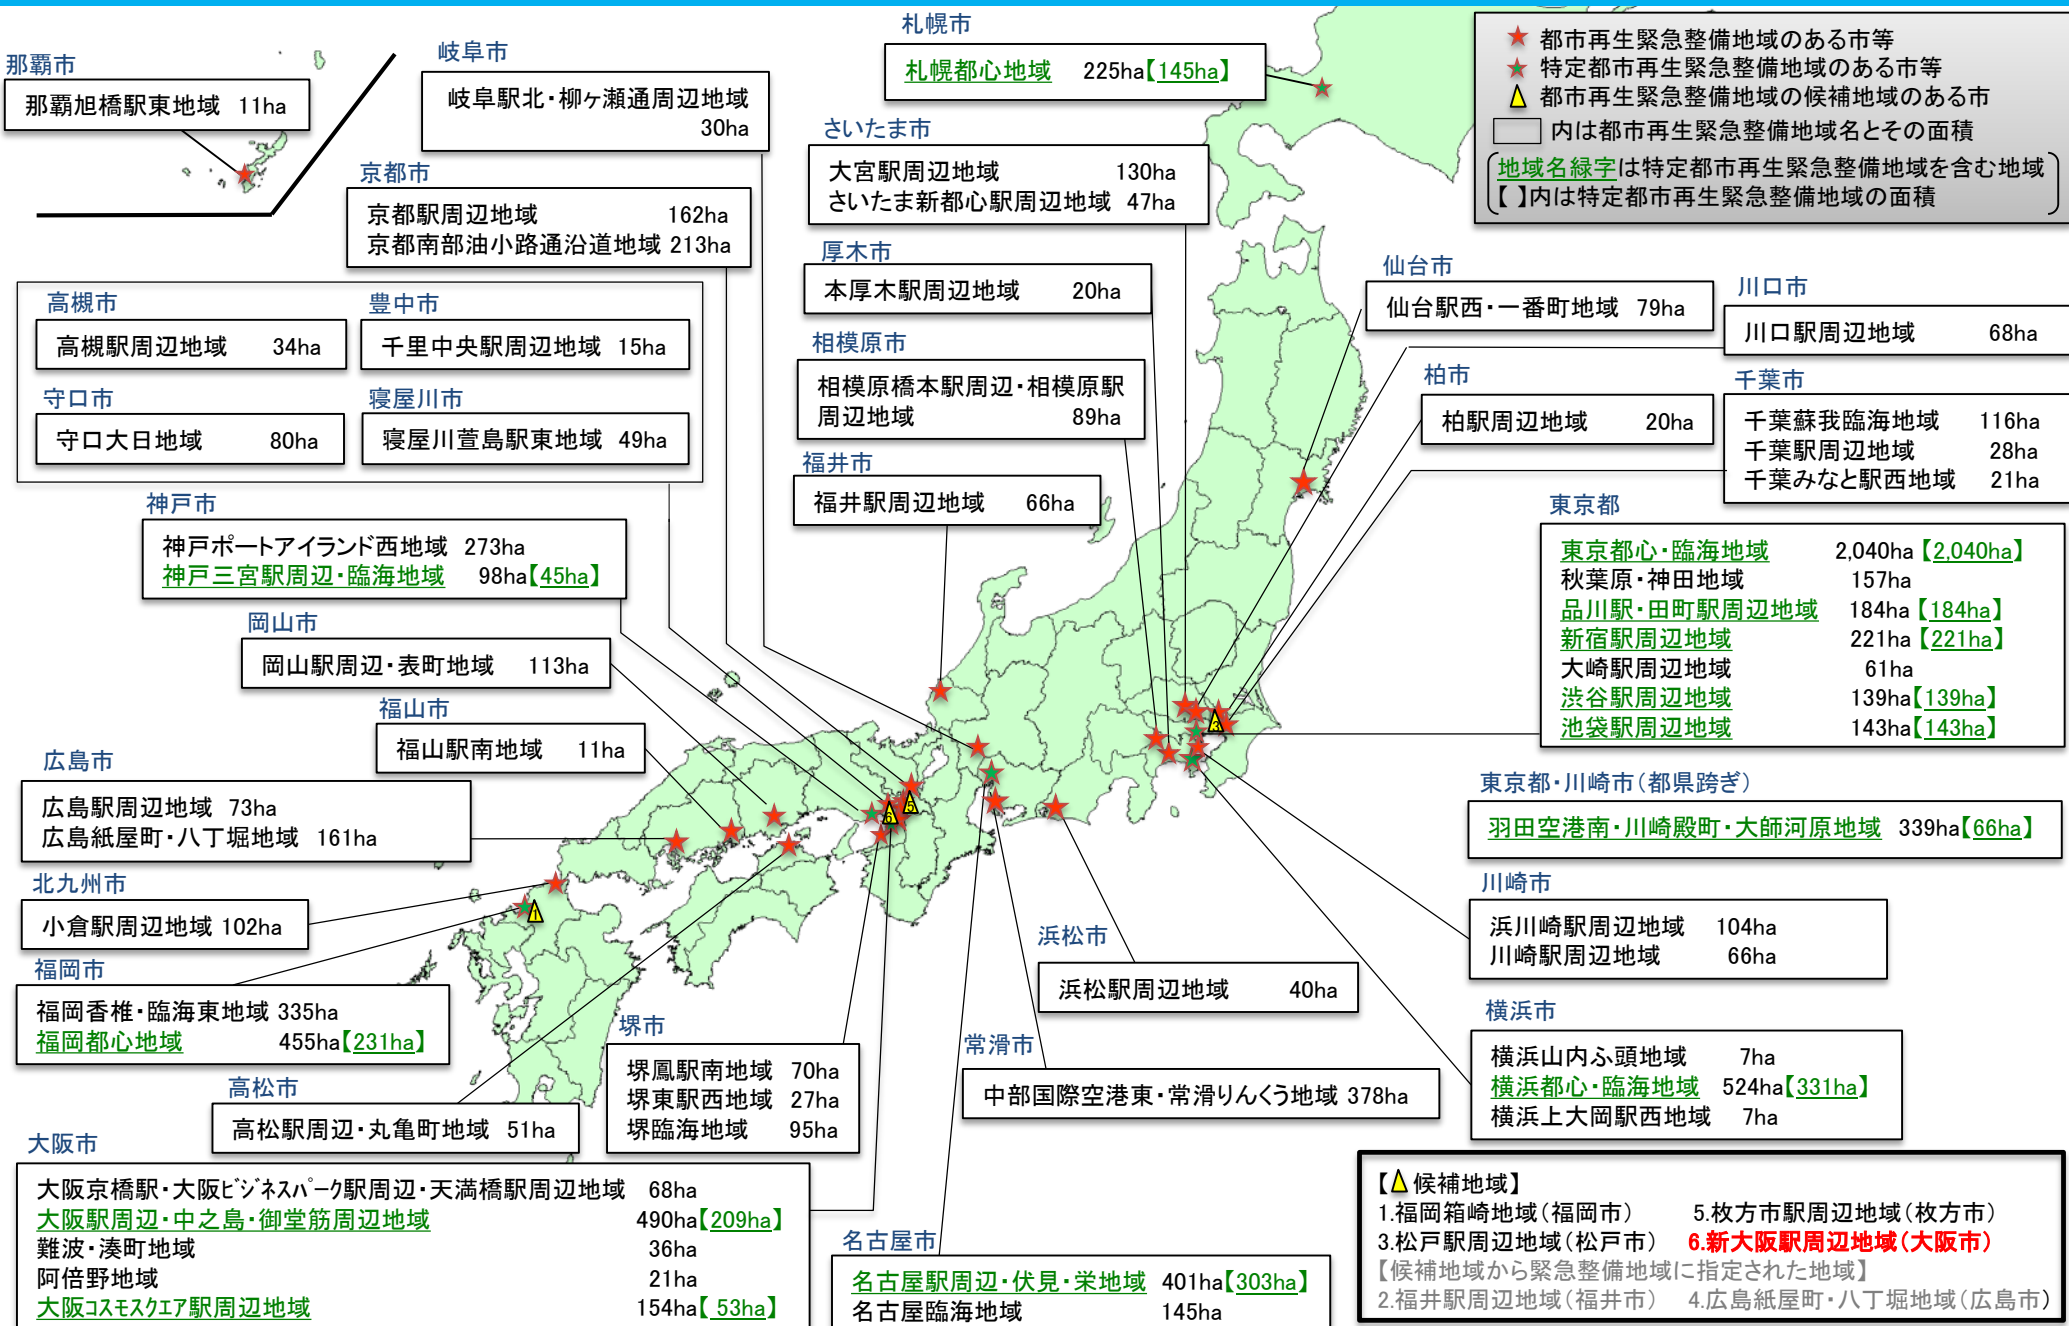 札幌市
札幌都心地域 225ha【145ha】
★ 都市再生緊急整備地域のある市等
★ 特定都市再生緊急整備地域のある市等
△ 都市再生緊急整備地域の候補地域のある市
内は都市再生緊急整備地域名とその面積
地域名緑字は特定都市再生緊急整備地域を含む地域
【 】内は特定都市再生緊急整備地域の面積
那覇市
那覇旭橋駅東地域 11ha
岐阜市
岐阜駅北・柳ヶ瀬通周辺地域
30ha
京都市
京都駅周辺地域 162ha
京都南部油小路通沿道地域 213ha
さいたま市
大宮駅周辺地域 130ha
さいたま新都心駅周辺地域 47ha
厚木市
本厚木駅周辺地域 20ha
仙台市
仙台駅西・一番町地域 79ha
川口市
川口駅周辺地域 68ha
高槻市
高槻駅周辺地域 34ha
豊中市
千里中央駅周辺地域 15ha
守口市
守口大日地域 80ha
寝屋川市
寝屋川萱島駅東地域 49ha
相模原市
相模原橋本駅周辺・相模原駅
周辺地域 89ha
柏市
柏駅周辺地域 20ha
千葉市
千葉蘇我臨海地域 116ha
千葉駅周辺地域 28ha
千葉みなと駅西地域 21ha
福井市
福井駅周辺地域 66ha
神戸市
神戸ポートアイランド西地域 273ha
神戸三宮駅周辺・臨海地域 98ha【45ha】
東京都
東京都心・臨海地域 2,040ha【2,040ha】
秋葉原・神田地域 157ha
品川駅・田町駅周辺地域 184ha【184ha】
新宿駅周辺地域 221ha【221ha】
大崎駅周辺地域 61ha
渋谷駅周辺地域 139ha【139ha】
池袋駅周辺地域 143ha【143ha】
岡山市
岡山駅周辺・表町地域 113ha
福山市
福山駅南地域 11ha
広島市
広島駅周辺地域 73ha
広島紙屋町・八丁堀地域 161ha
東京都・川崎市(都県跨ぎ)
羽田空港南・川崎殿町・大師河原地域 339ha【66ha】
3
5
6
1
北九州市
小倉駅周辺地域 102ha
川崎市
浜川崎駅周辺地域 104ha
川崎駅周辺地域 66ha
福岡市
福岡香椎・臨海東地域 335ha
福岡都心地域 455ha【231ha】
浜松市
浜松駅周辺地域 40ha
横浜市
横浜山内ふ頭地域 7ha
横浜都心・臨海地域 524ha【331ha】
横浜上大岡駅西地域 7ha
堺市
堺鳳駅南地域 70ha
堺東駅西地域 27ha
堺臨海地域 95ha
常滑市
中部国際空港東・常滑りんくう地域 378ha
高松市
高松駅周辺・丸亀町地域 51ha
大阪市
大阪京橋駅・大阪ビジネスパーク駅周辺・天満橋駅周辺地域 68ha
大阪駅周辺・中之島・御堂筋周辺地域 490ha【209ha】
難波・湊町地域 36ha
阿倍野地域 21ha
大阪コスモスクエア駅周辺地域 154ha【 53ha】
名古屋市
名古屋駅周辺・伏見・栄地域 401ha【303ha】
名古屋臨海地域 145ha
【△候補地域】
1.福岡箱崎地域(福岡市) 5.枚方市駅周辺地域(枚方市)
3.松戸駅周辺地域(松戸市) 6.新大阪駅周辺地域(大阪市)
【候補地域から緊急整備地域に指定された地域】
2.福井駅周辺地域(福井市) 4.広島紙屋町・八丁堀地域(広島市)